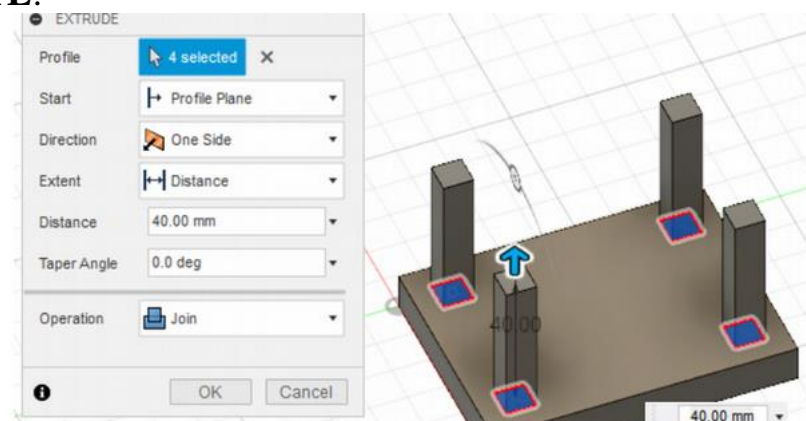 EXTRUDE
Profile 4 selected X
Start Profile Plane
Direction One Side
Extent Distance
Distance 40.00 mm
Taper Angle 0.0 deg
Operation Join
OK Cancel
40.00
40.00 mm